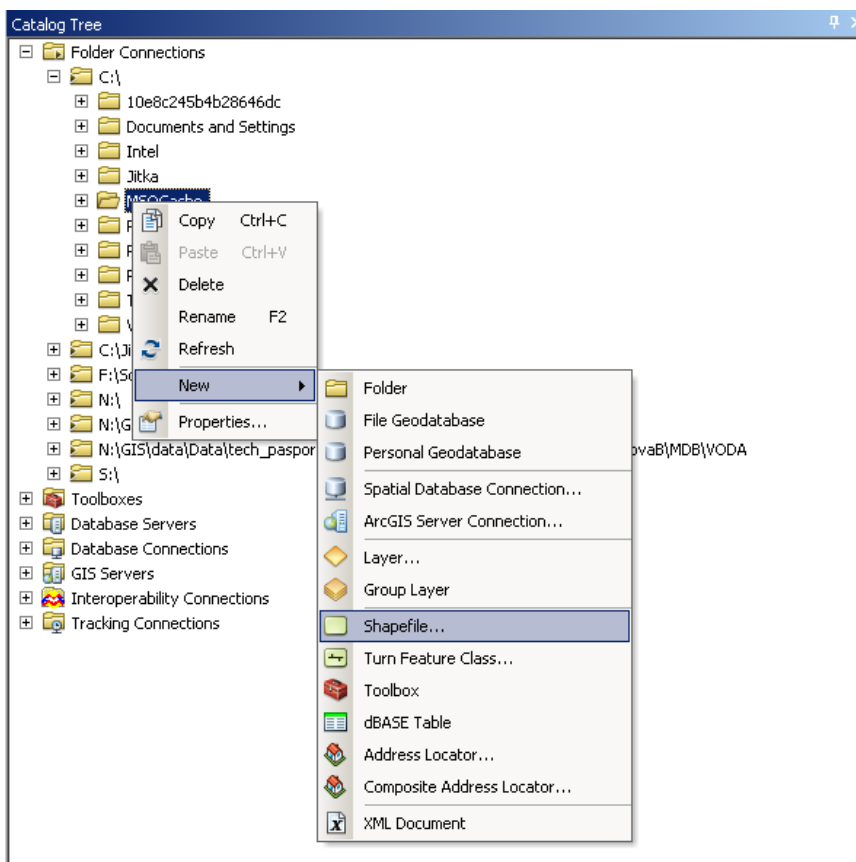 Catalog Tree
Folder Connections
C:\
10e8c245b4b28646dc
Documents and Settings
Intel
Jitka
MSOCache
Copy Ctrl+C
Paste Ctrl+V
Delete
Rename F2
Refresh
New
Properties...
C:\Ji
F:\So
N:\
N:\G
N:\GIS\data\Data\tech_paspor ovaB\MDB\VODA
S:\
Toolboxes
Database Servers
Database Connections
GIS Servers
Interoperability Connections
Tracking Connections
Folder
File Geodatabase
Personal Geodatabase
Spatial Database Connection...
ArcGIS Server Connection...
Layer...
Group Layer
Shapefile...
Turn Feature Class...
Toolbox
dBASE Table
Address Locator...
Composite Address Locator...
XML Document